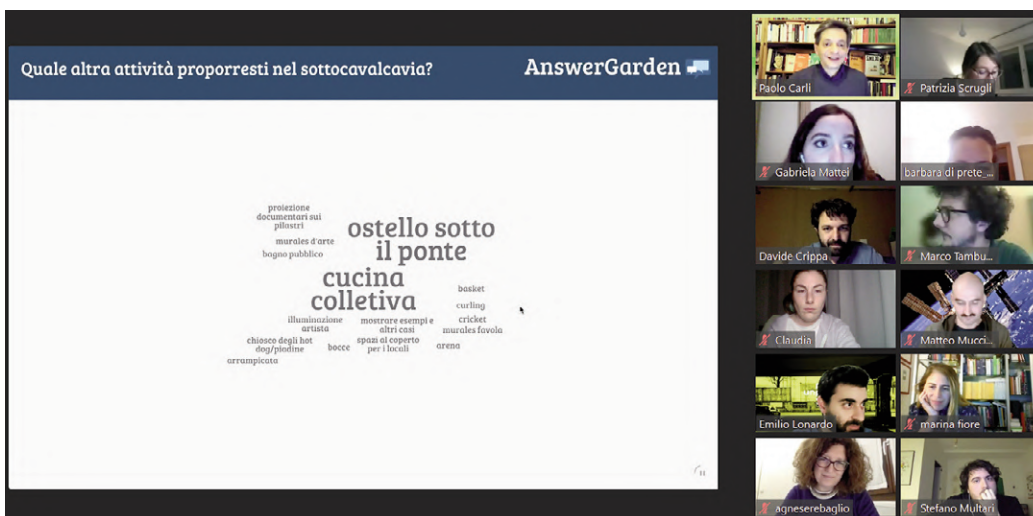 Quale altra attività proporresti nel sottocavalcavia?
AnswerGarden
proiezione
documentari sui
pilastri
murales d'arte
bagno pubblico
ostello sotto
il ponte
cucina
colletiva
basket
curling
cricket
murales favola
illuminazione
artista
mostrare esempi e
altri casi
chiosco degli hot
dog/piadine
bocce
spazi al coperto
per i locali
arena
arrampicata
11
Paolo Carli
Patrizia Scrugli
Gabriela Mattei
barbara di prete_...
Davide Crippa
Marco Tambu...
Claudia
Matteo Mucci...
Emilio Lonardo
marina fiore
agneserebaglio
Stefano Multari